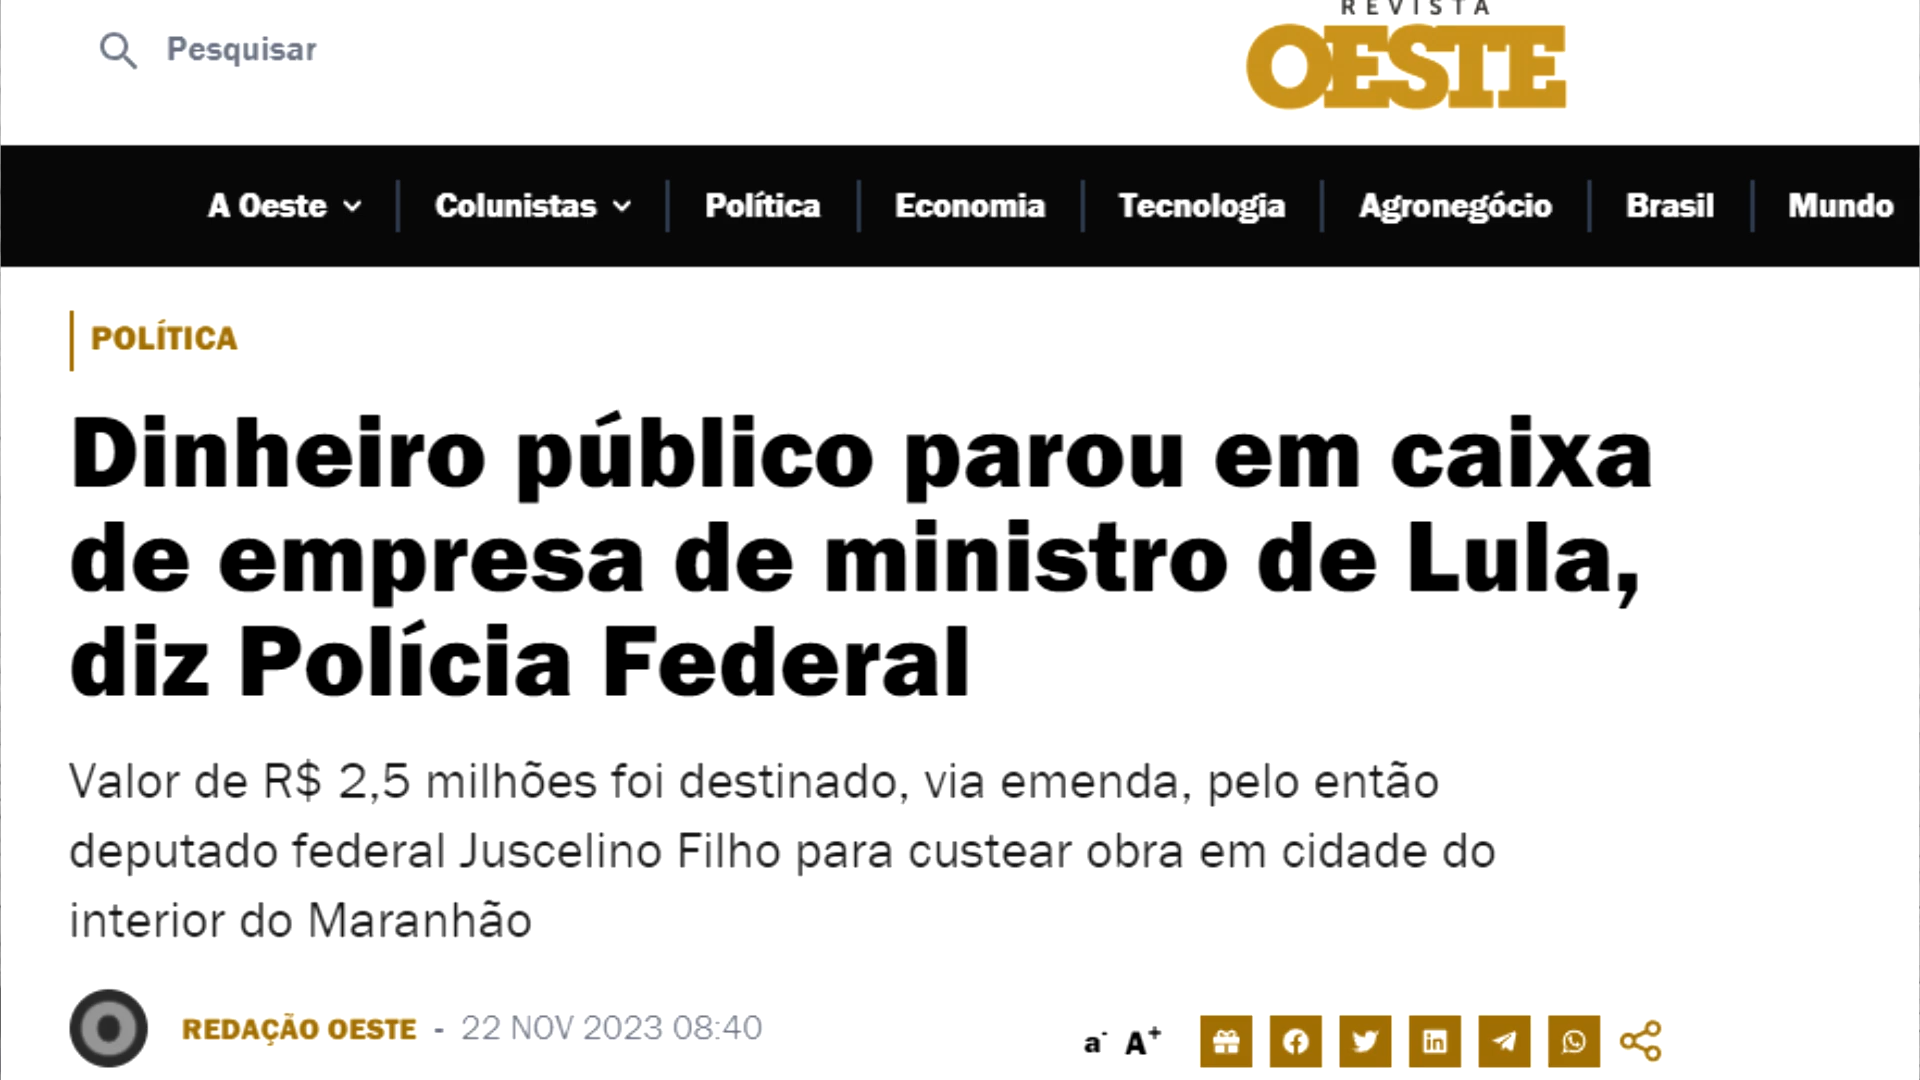 REVISTA
OESTE
Pesquisar
A Oeste
Colunistas
Política
Economia
Tecnologia
Agronegócio
Brasil
Mundo
POLÍTICA
Dinheiro público parou em caixa
de empresa de ministro de Lula,
diz Polícia Federal
Valor de R$ 2,5 milhões foi destinado, via emenda, pelo então
deputado federal Juscelino Filho para custear obra em cidade do
interior do Maranhão
REDAÇÃO OESTE - 22 NOV 2023 08:40
a- A+